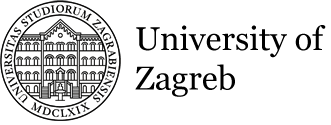 UNIVERSITAS STUDIORUM ZAGRABIENSIS
MDCLXIX
University of
Zagreb